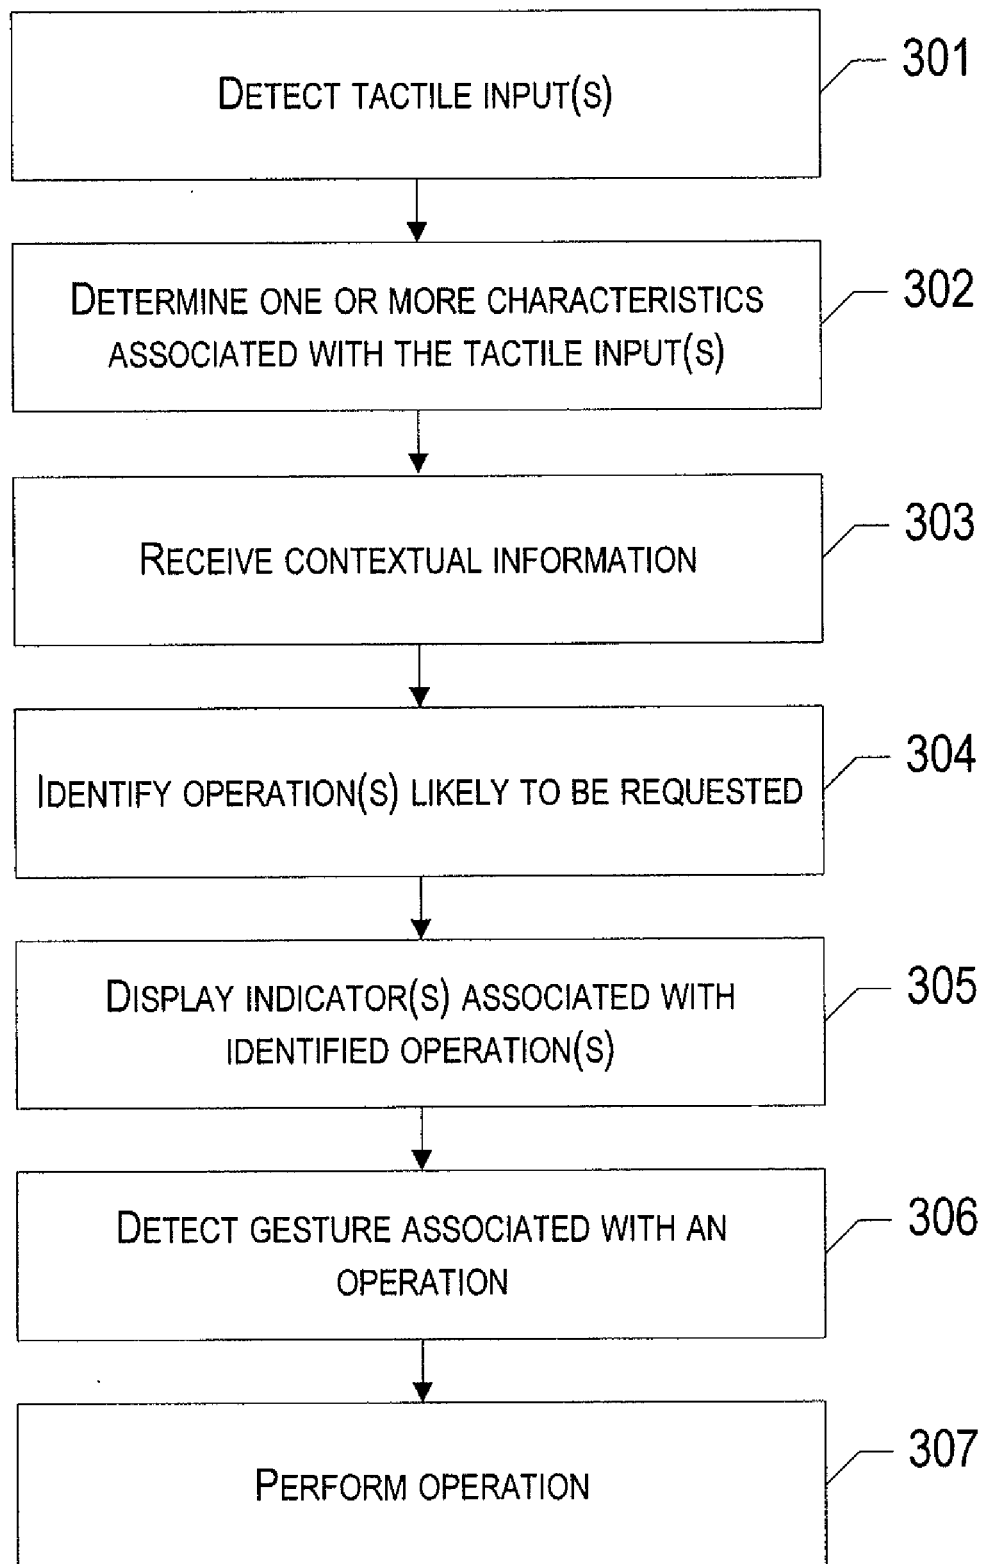 DETECT TACTILE INPUT(S)
301
DETERMINE ONE OR MORE CHARACTERISTICS
ASSOCIATED WITH THE TACTILE INPUT(S)
302
RECEIVE CONTEXTUAL INFORMATION
303
IDENTIFY OPERATION(S) LIKELY TO BE REQUESTED
304
DISPLAY INDICATOR(S) ASSOCIATED WITH
IDENTIFIED OPERATION(S)
305
DETECT GESTURE ASSOCIATED WITH AN
OPERATION
306
PERFORM OPERATION
307